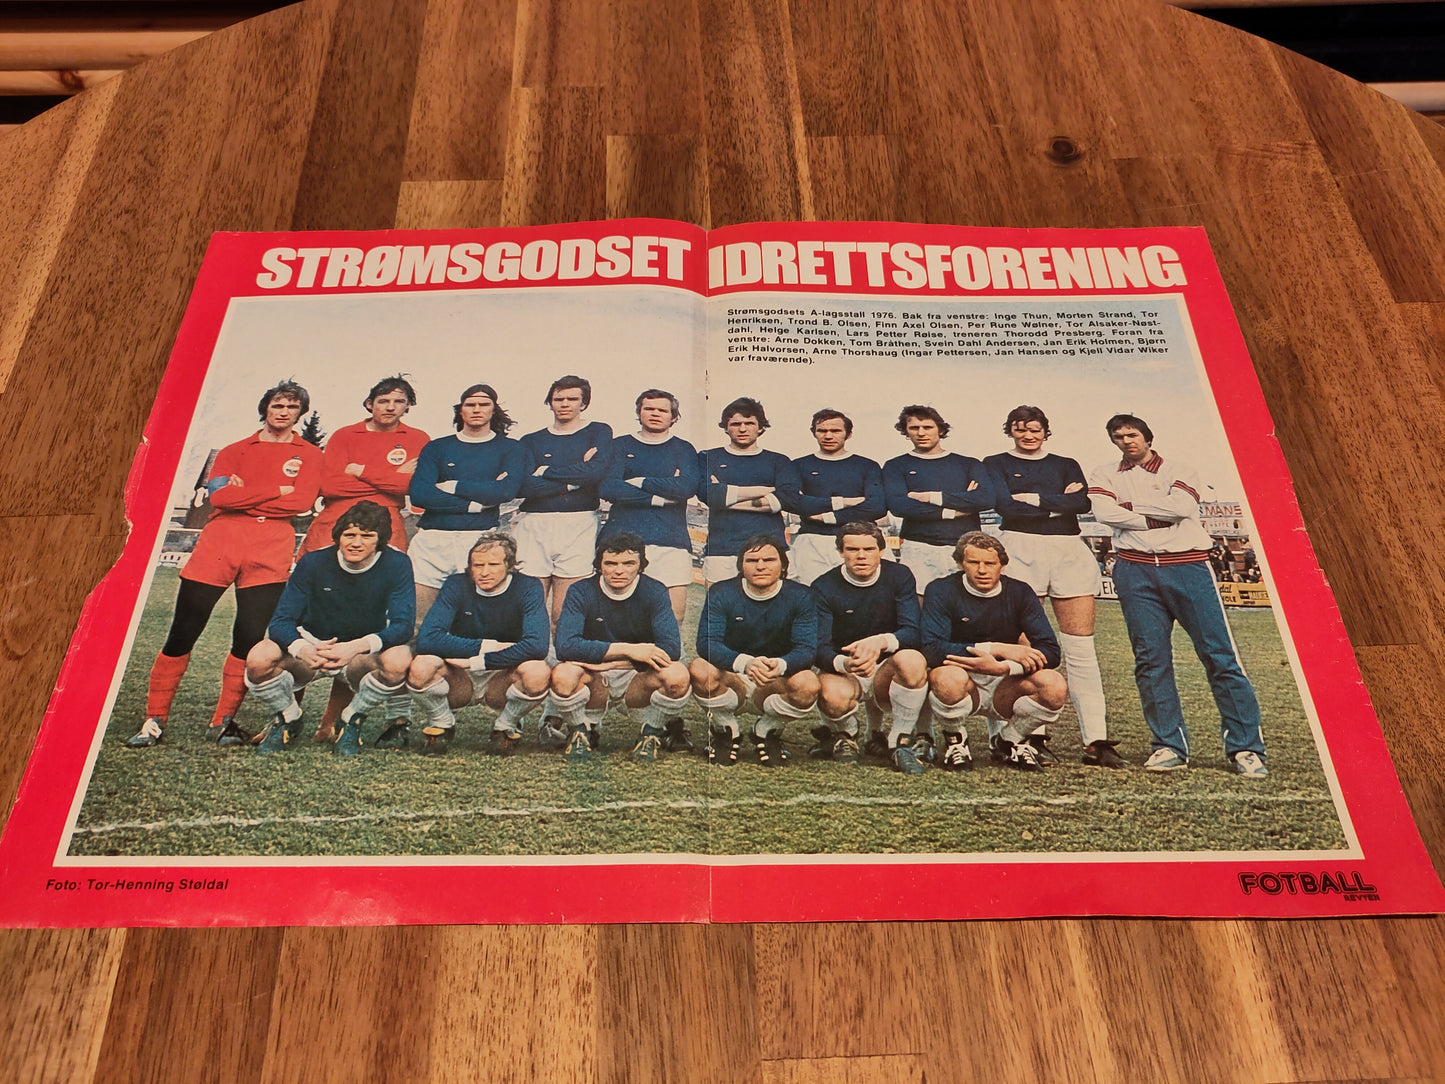 STRØMSGODSET IDRETTSFORENING
Strømsgodsets A-lagsstall 1976. Bak fra venstre: Inge Thun, Morten Strand, Tor
Henriksen, Trond B. Olsen, Finn Axel Olsen, Per Rune Wølner, Tor Alsaker-Nøst-
dahl, Helge Karlsen, Lars Petter Røise, treneren Thorodd Presberg. Foran fra
venstre: Arne Dokken, Tom Bråthen, Svein Dahl Andersen, Jan Erik Holmen, Bjørn
Erik Halvorsen, Arne Thorshaug (Ingar Pettersen, Jan Hansen og Kjell Vidar Wiker
var fraværende).
Foto: Tor-Henning Støldal
FOTBALL
REVYEN